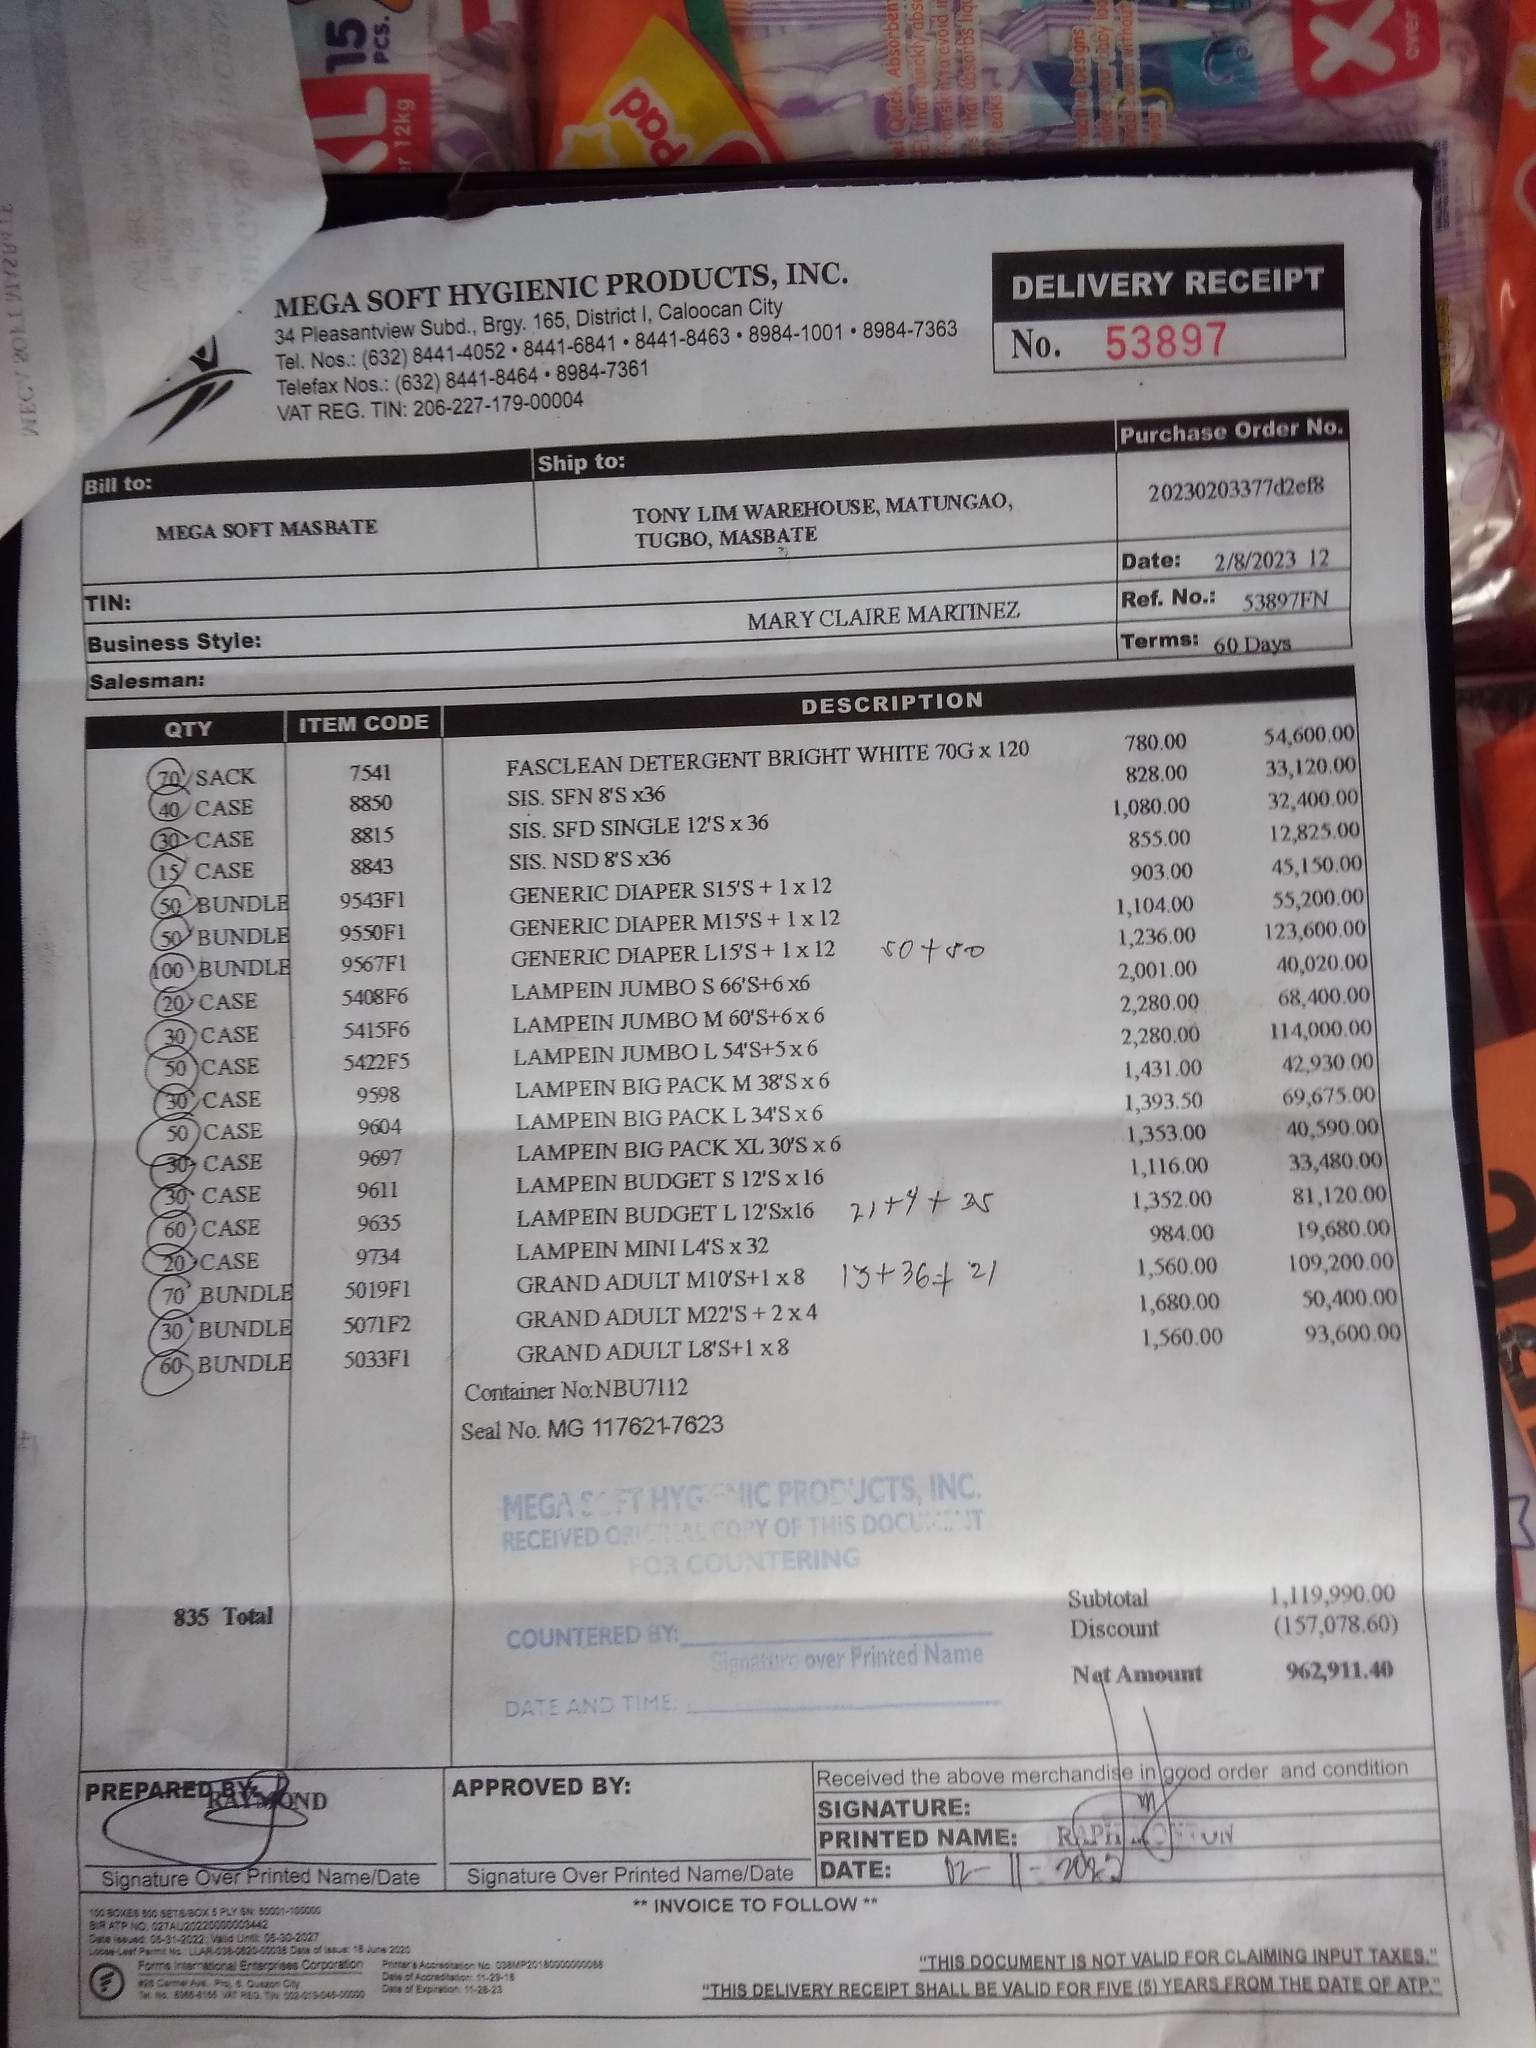 15
PCS.
XL
er 12kg
Pad
XL
over
MEGA SOFT HYGIENIC PRODUCTS, INC.
34 Pleasantview Subd., Brgy. 165, District I, Caloocan City
Tel. Nos.: (632) 8441-4052 • 8441-6841 • 8441-8463 • 8984-1001 • 8984-7363
Telefax Nos.: (632) 8441-8464 • 8984-7361
VAT REG. TIN: 206-227-179-00004
DELIVERY RECEIPT
No. 53897
Bill to: Ship to: Purchase Order No.
MEGA SOFT MASBATE
TONY LIM WAREHOUSE, MATUNGAO,
TUGBO, MASBATE
20230203377d2ef8
Date: 2/8/2023 12
TIN:
Ref. No.: 53897FN
Business Style: MARY CLAIRE MARTINEZ
Terms: 60 Days
Salesman:
QTY ITEM CODE DESCRIPTION
70 SACK 7541 FASCLEAN DETERGENT BRIGHT WHITE 70G x 120 780.00 54,600.00
40 CASE 8850 SIS. SFN 8'S x36 828.00 33,120.00
30 CASE 8815 SIS. SFD SINGLE 12'S x 36 1,080.00 32,400.00
15 CASE 8843 SIS. NSD 8'S x36 855.00 12,825.00
50 BUNDLE 9543F1 GENERIC DIAPER S15'S + 1 x 12 903.00 45,150.00
50 BUNDLE 9550F1 GENERIC DIAPER M15'S + 1 x 12 1,104.00 55,200.00
100 BUNDLE 9567F1 GENERIC DIAPER L15'S + 1 x 12 50 + 50 1,236.00 123,600.00
20 CASE 5408F6 LAMPEIN JUMBO S 66'S+6 x6 2,001.00 40,020.00
30 CASE 5415F6 LAMPEIN JUMBO M 60'S+6 x 6 2,280.00 68,400.00
50 CASE 5422F5 LAMPEIN JUMBO L 54'S+5 x 6 2,280.00 114,000.00
30 CASE 9598 LAMPEIN BIG PACK M 38'S x 6 1,431.00 42,930.00
50 CASE 9604 LAMPEIN BIG PACK L 34'S x 6 1,393.50 69,675.00
30 CASE 9697 LAMPEIN BIG PACK XL 30'S x 6 1,353.00 40,590.00
30 CASE 9611 LAMPEIN BUDGET S 12'S x 16 1,116.00 33,480.00
60 CASE 9635 LAMPEIN BUDGET L 12'Sx16 21+4+35 1,352.00 81,120.00
20 CASE 9734 LAMPEIN MINI L4'S x 32 984.00 19,680.00
70 BUNDLE 5019F1 GRAND ADULT M10'S+1 x 8 13+36+21 1,560.00 109,200.00
30 BUNDLE 5071F2 GRAND ADULT M22'S + 2 x 4 1,680.00 50,400.00
60 BUNDLE 5033F1 GRAND ADULT L8'S+1 x 8 1,560.00 93,600.00
Container No:NBU7112
Seal No. MG 117621-7623
MEGA SOFT HYGIENIC PRODUCTS, INC.
RECEIVED ORIGINAL COPY OF THIS DOCUMENT
FOR COUNTERING
COUNTERED BY:
Signature over Printed Name
DATE AND TIME:
835 Total
Subtotal 1,119,990.00
Discount (157,078.60)
Net Amount 962,911.40
PREPARED BY: RAYMOND
Signature Over Printed Name/Date
APPROVED BY:
Signature Over Printed Name/Date
Received the above merchandise in good order and condition
SIGNATURE:
PRINTED NAME:
DATE: 02-11-2023
** INVOICE TO FOLLOW **
100 BOXES 500 SETS/BOX 5 PLY SN: 50001-100000
BIR ATP NO. 027AU20220000003442
Date Issued: 05-31-2022; Valid Until: 05-30-2027
Loose-Leaf Permit No.: LLAR-038-0620-00038 Date of Issue: 18 June 2020
Forms International Enterprises Corporation
Printer's Accreditation No. 038MP20180000000088
Date of Accreditation: 11-29-18
Date of Expiration: 11-28-23
"THIS DOCUMENT IS NOT VALID FOR CLAIMING INPUT TAXES."
"THIS DELIVERY RECEIPT SHALL BE VALID FOR FIVE (5) YEARS FROM THE DATE OF ATP."